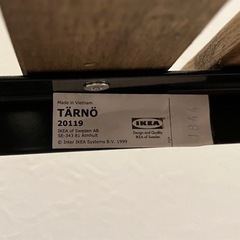 Made in Vietnam
TÄRNÖ
20119
IKEA of Sweden AB
SE-343 81 Älmhult
© Inter IKEA Systems B.V. 1999
IKEA
Design and Quality
IKEA of Sweden